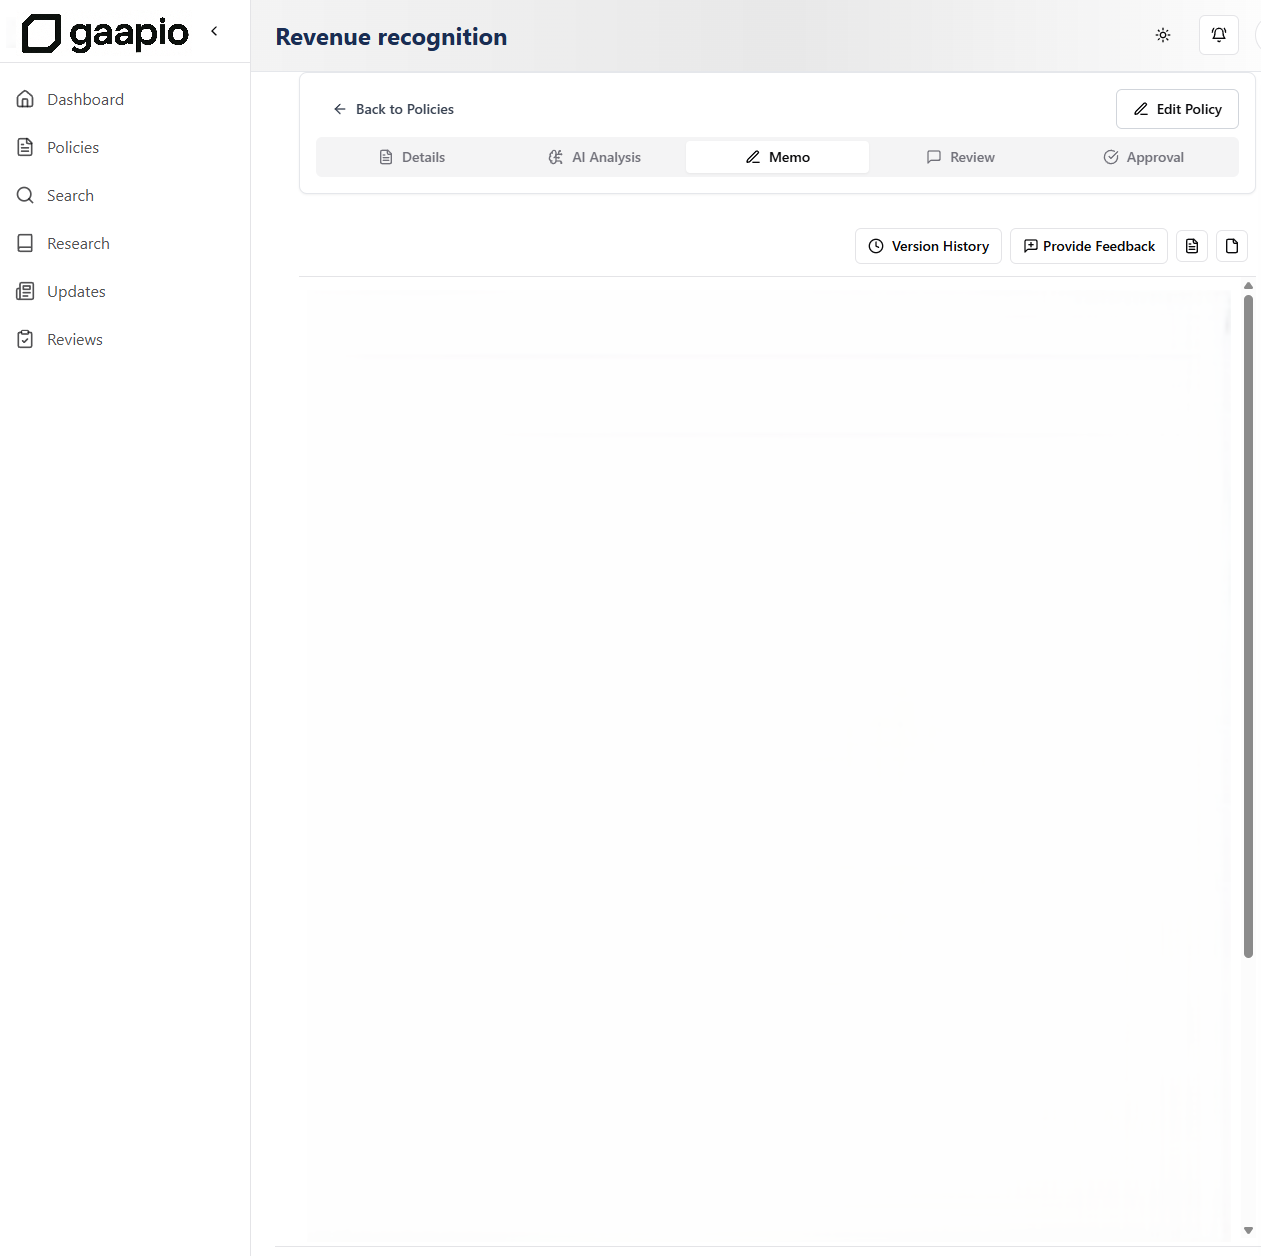 gaapio
Revenue recognition
Dashboard
Policies
Search
Research
Updates
Reviews
Back to Policies
Edit Policy
Details
AI Analysis
Memo
Review
Approval
Version History
Provide Feedback